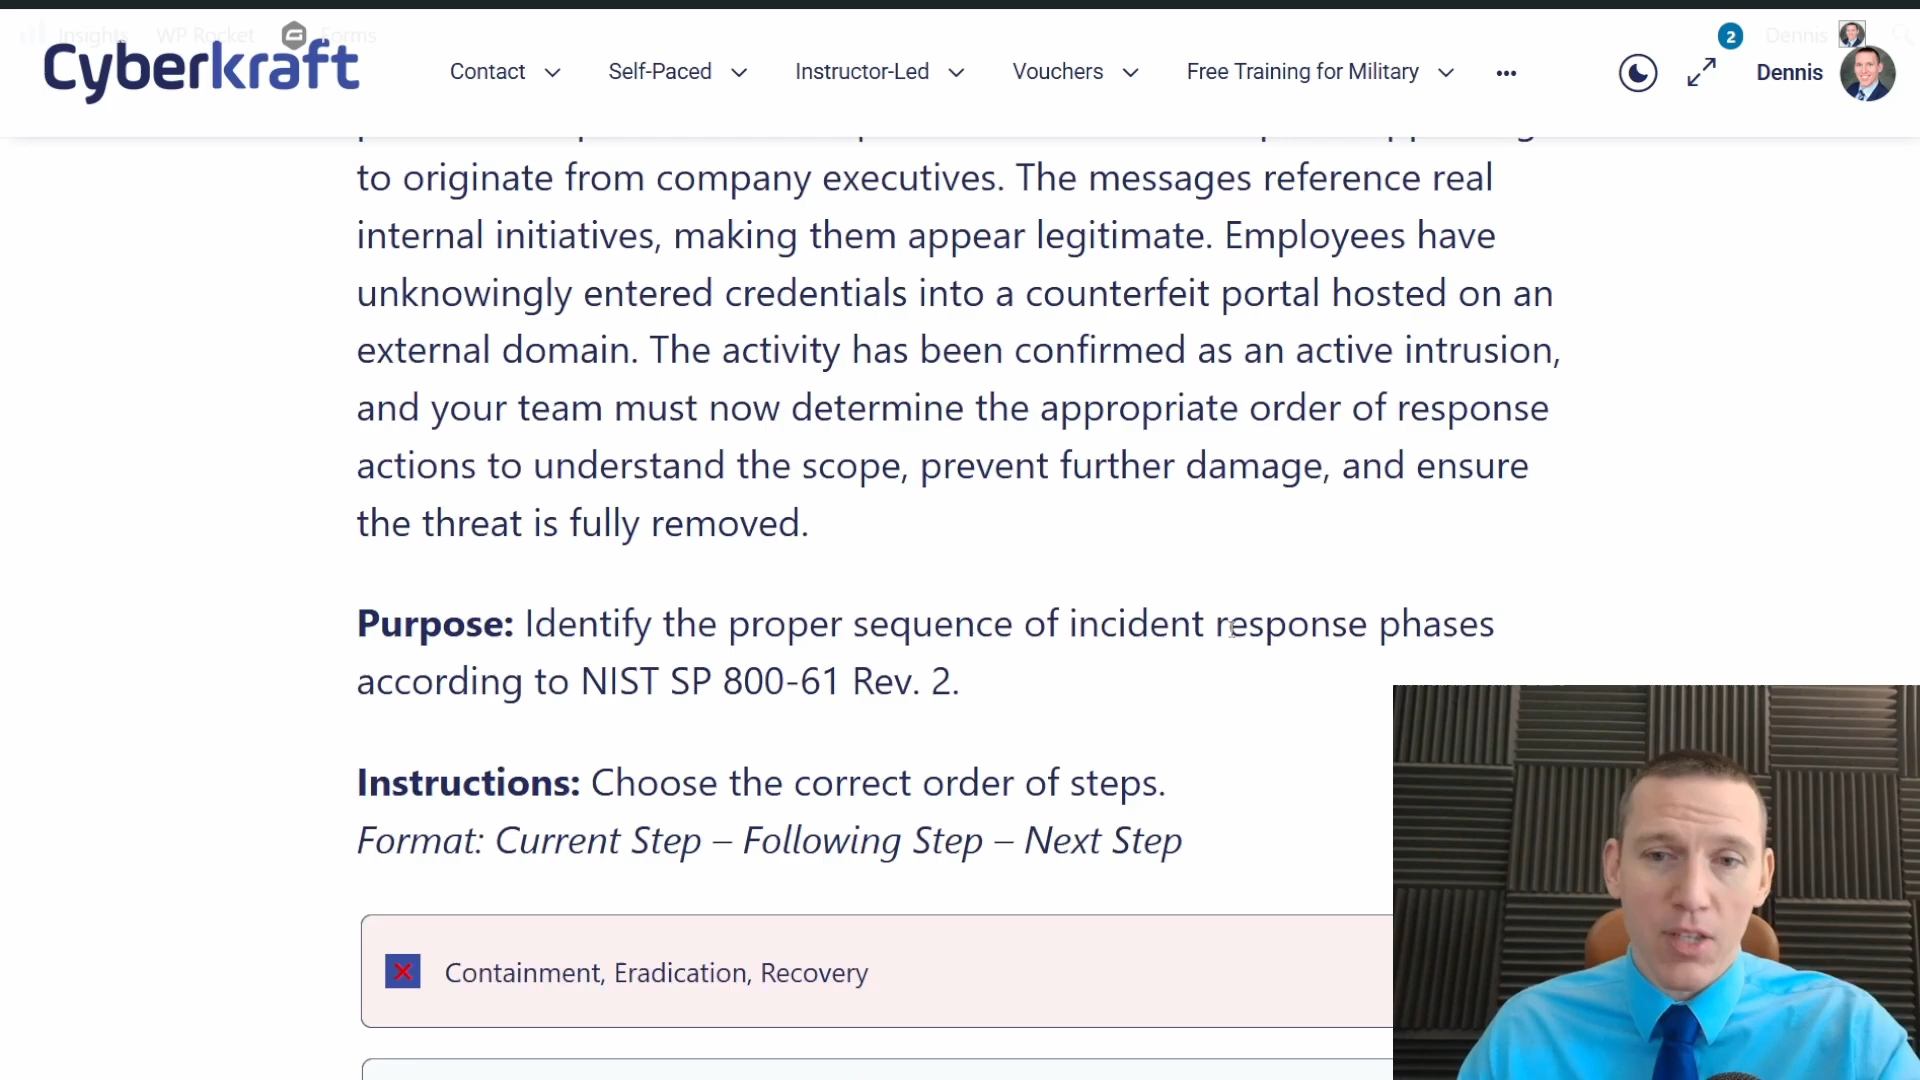 Insights WP Rocket Forms
2 Dennis
Cyberkraft Contact Self-Paced Instructor-Led Vouchers Free Training for Military ••• Dennis
to originate from company executives. The messages reference real
internal initiatives, making them appear legitimate. Employees have
unknowingly entered credentials into a counterfeit portal hosted on an
external domain. The activity has been confirmed as an active intrusion,
and your team must now determine the appropriate order of response
actions to understand the scope, prevent further damage, and ensure
the threat is fully removed.
Purpose: Identify the proper sequence of incident response phases
according to NIST SP 800-61 Rev. 2.
Instructions: Choose the correct order of steps.
Format: Current Step – Following Step – Next Step
Containment, Eradication, Recovery